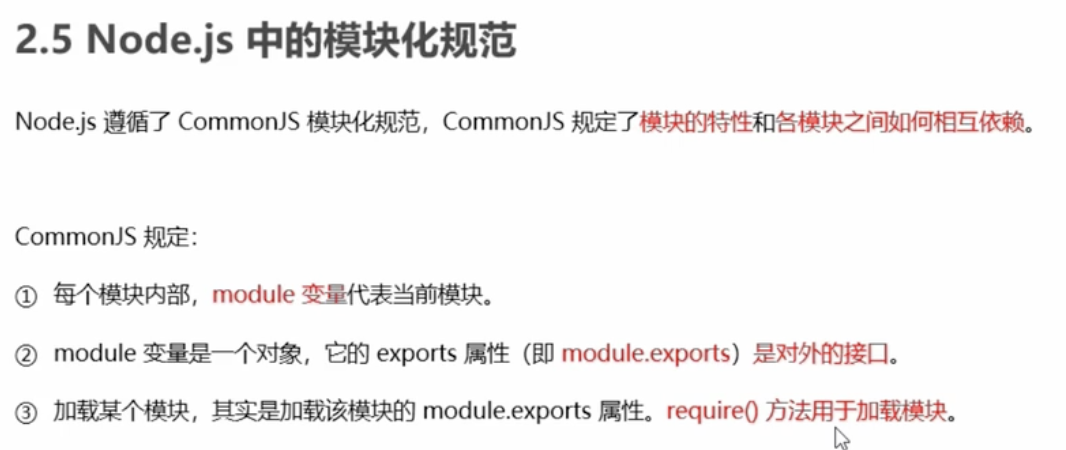 2.5 Node.js 中的模块化规范
Node.js 遵循了 CommonJS 模块化规范，CommonJS 规定了模块的特性和各模块之间如何相互依赖。
CommonJS 规定：
① 每个模块内部，module 变量代表当前模块。
② module 变量是一个对象，它的 exports 属性（即 module.exports）是对外的接口。
③ 加载某个模块，其实是加载该模块的 module.exports 属性。require() 方法用于加载模块。